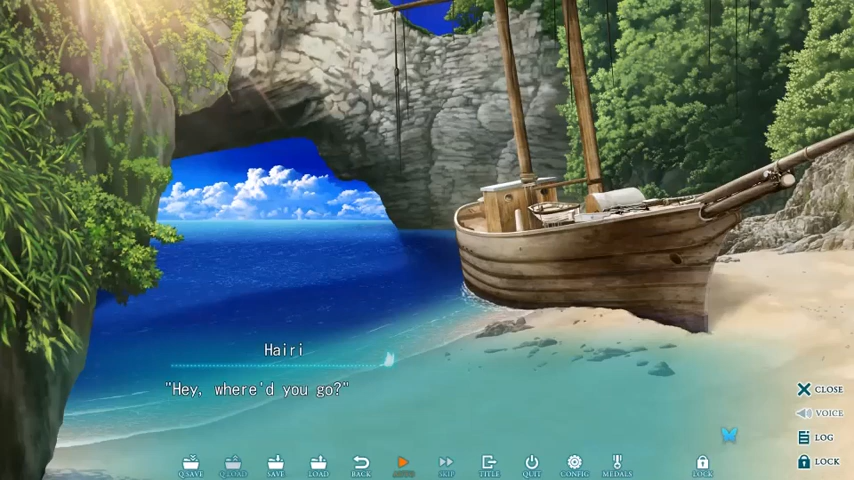 Hairi
"Hey, where'd you go?"
CLOSE
VOICE
LOG
LOCK
Q.SAVE
Q.LOAD
SAVE
LOAD
BACK
AUTO
SKIP
TITLE
QUIT
CONFIG
MEDALS
LOCK